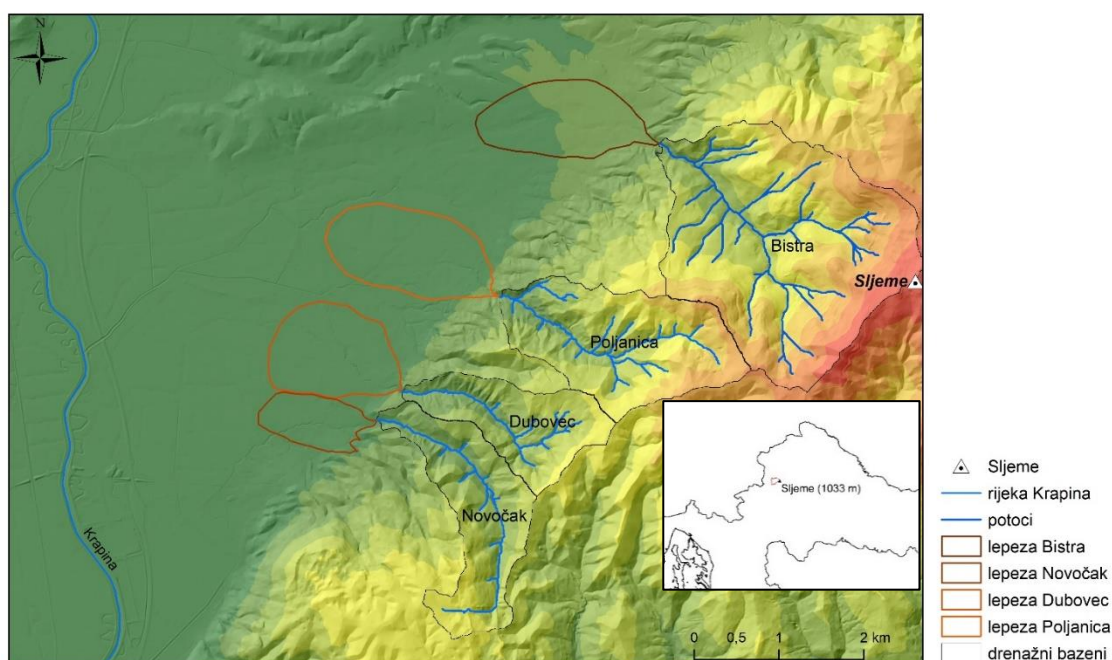 N
Bistra
Sljeme
Poljanica
Dubovec
Novočak
Krapina
Sljeme (1033 m)
0 0,5 1 2 km
Sljeme
rijeka Krapina
potoci
lepeza Bistra
lepeza Novočak
lepeza Dubovec
lepeza Poljanica
drenažni bazeni